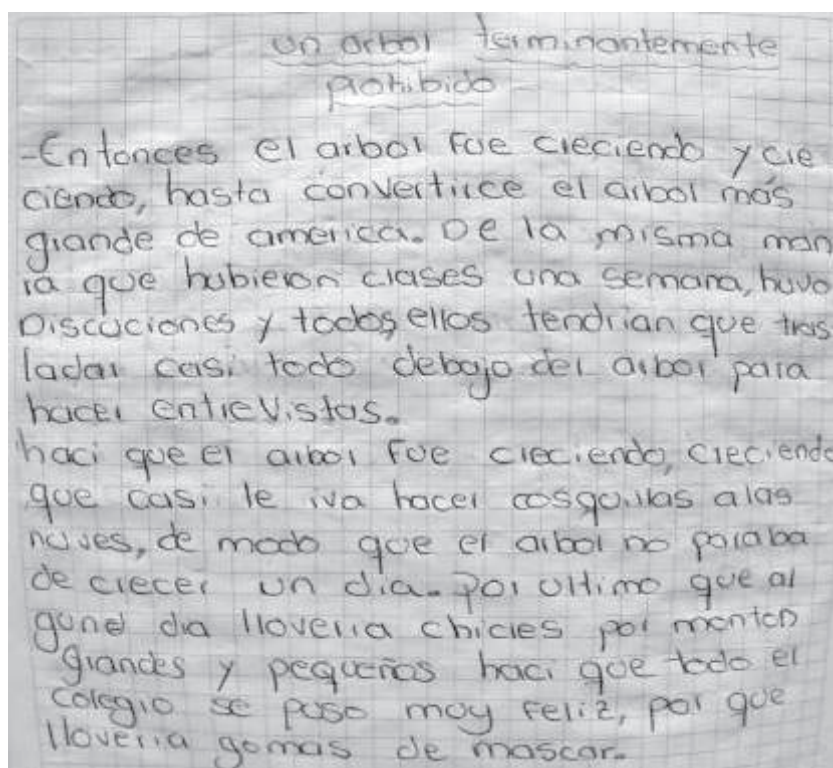 un arbol terminantemente
prohibido
-Entonces el arbol fue creciendo y cre
ciendo, hasta convertirce el arbol más
grande de america. De la misma man
ra que hubieron clases una semana, huvo
Discuciones y todos ellos tendrian que tras
ladar casi todo debajo del arbol para
hacer entrevistas.
haci que el arbol fue creciendo, creciendo
que casi le iva hacer cosquillas a las
nuves, de modo que el arbol no paraba
de crecer un dia. Por ultimo que al
gund dia lloveria chicles por monton
grandes y pequeños haci que todo el
colegio se puso muy feliz, por que
lloveria gomas de mascar.